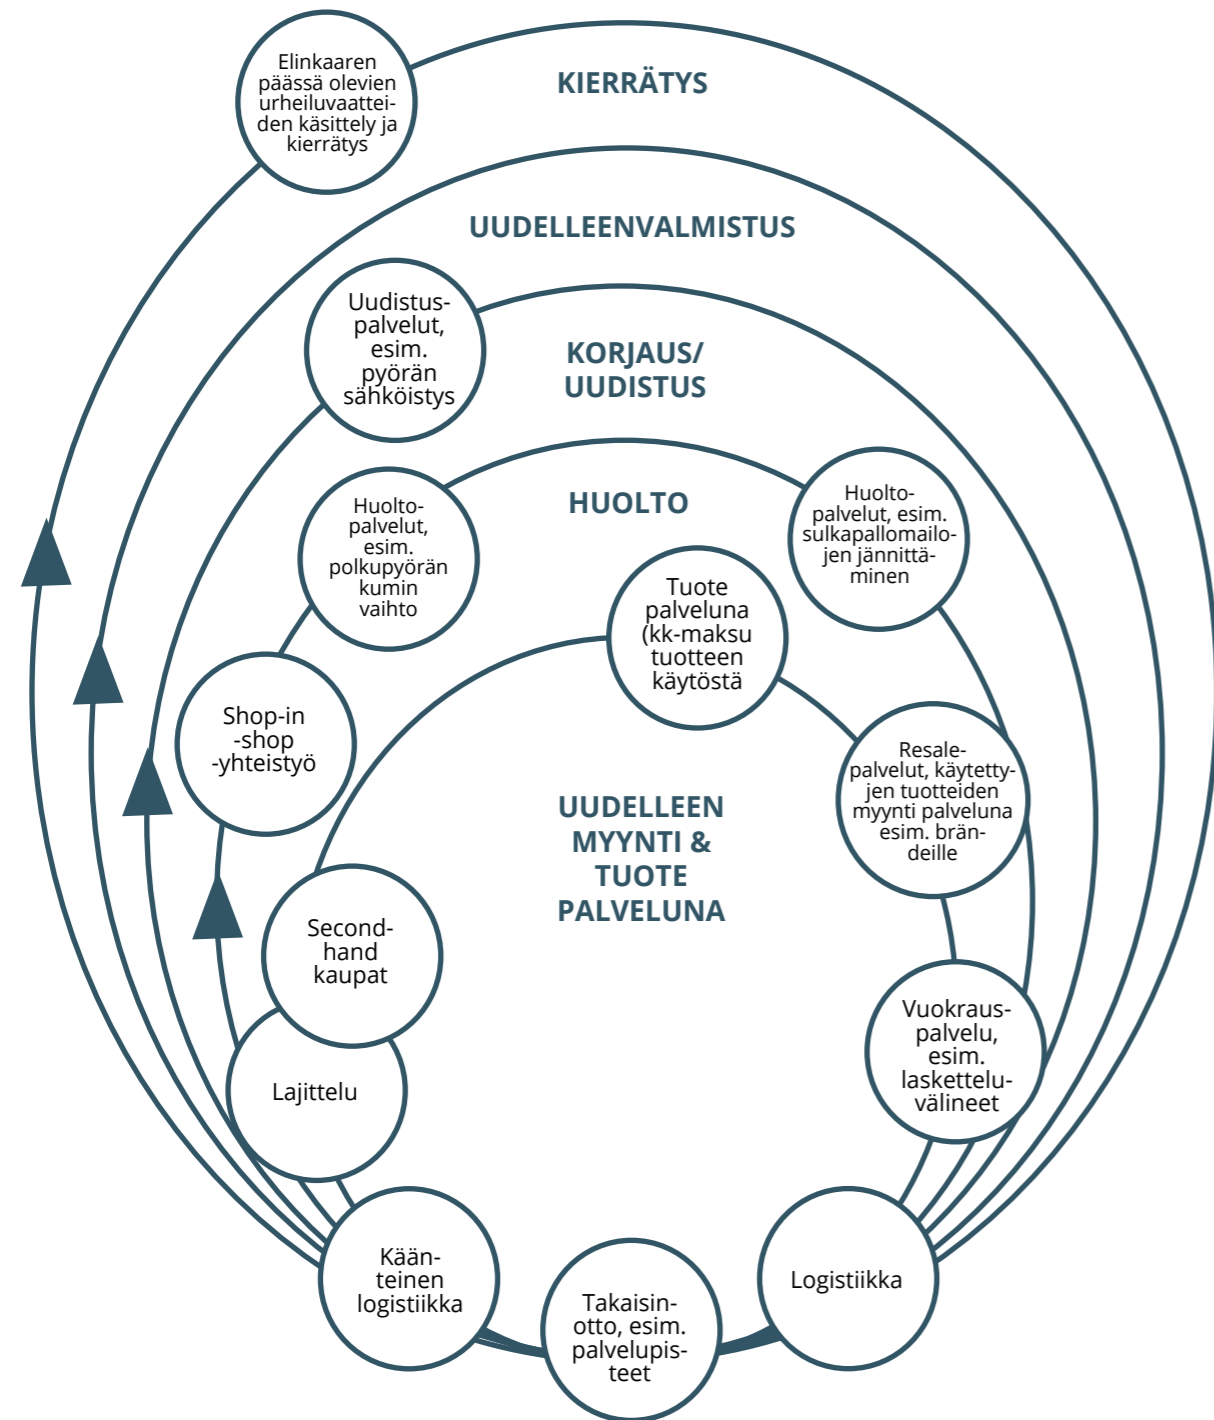 Elinkaaren
päässä olevien
urheiluvaattei-
den käsittely ja
kierrätys
KIERRÄTYS
UUDELLEENVALMISTUS
Uudistus-
palvelut,
esim.
pyörän
sähköistys
KORJAUS/
UUDISTUS
Huolto-
palvelut,
esim.
polkupyörän
kumin
vaihto
HUOLTO
Huolto-
palvelut, esim.
sulkapallomailo-
jen jännittä-
minen
Tuote
palveluna
(kk-maksu
tuotteen
käytöstä
Shop-in
-shop
-yhteistyö
Resale-
palvelut, käytetty-
jen tuotteiden
myynti palveluna
esim. brän-
deille
UUDELLEEN
MYYNTI &
TUOTE
PALVELUNA
Second-
hand
kaupat
Vuokraus-
palvelu,
esim.
laskettelu-
välineet
Lajittelu
Kään-
teinen
logistiikka
Takaisin-
otto, esim.
palvelupis-
teet
Logistiikka